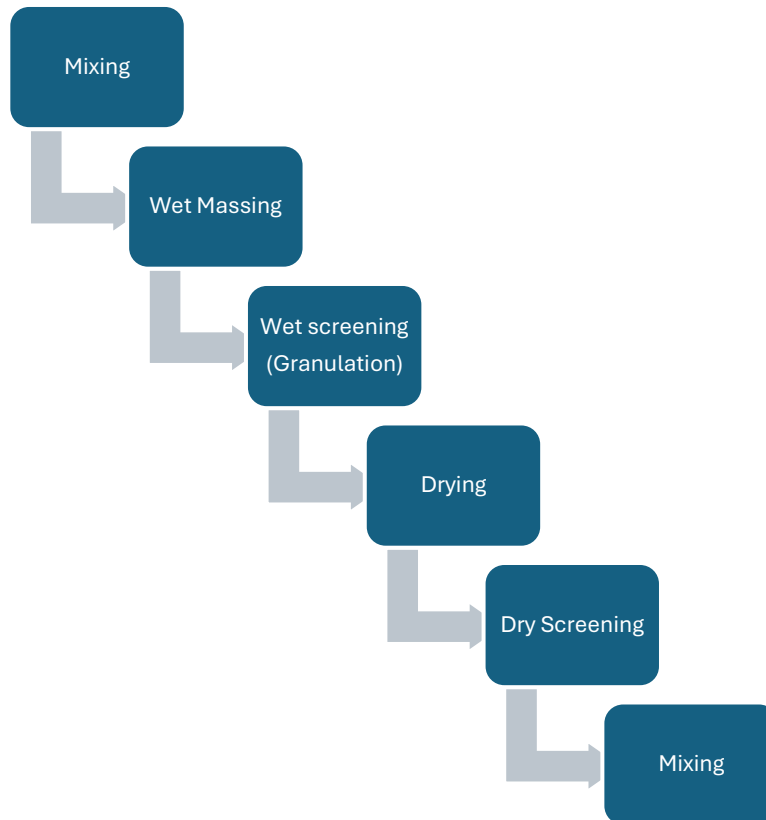 Mixing
Wet Massing
Wet screening
(Granulation)
Drying
Dry Screening
Mixing